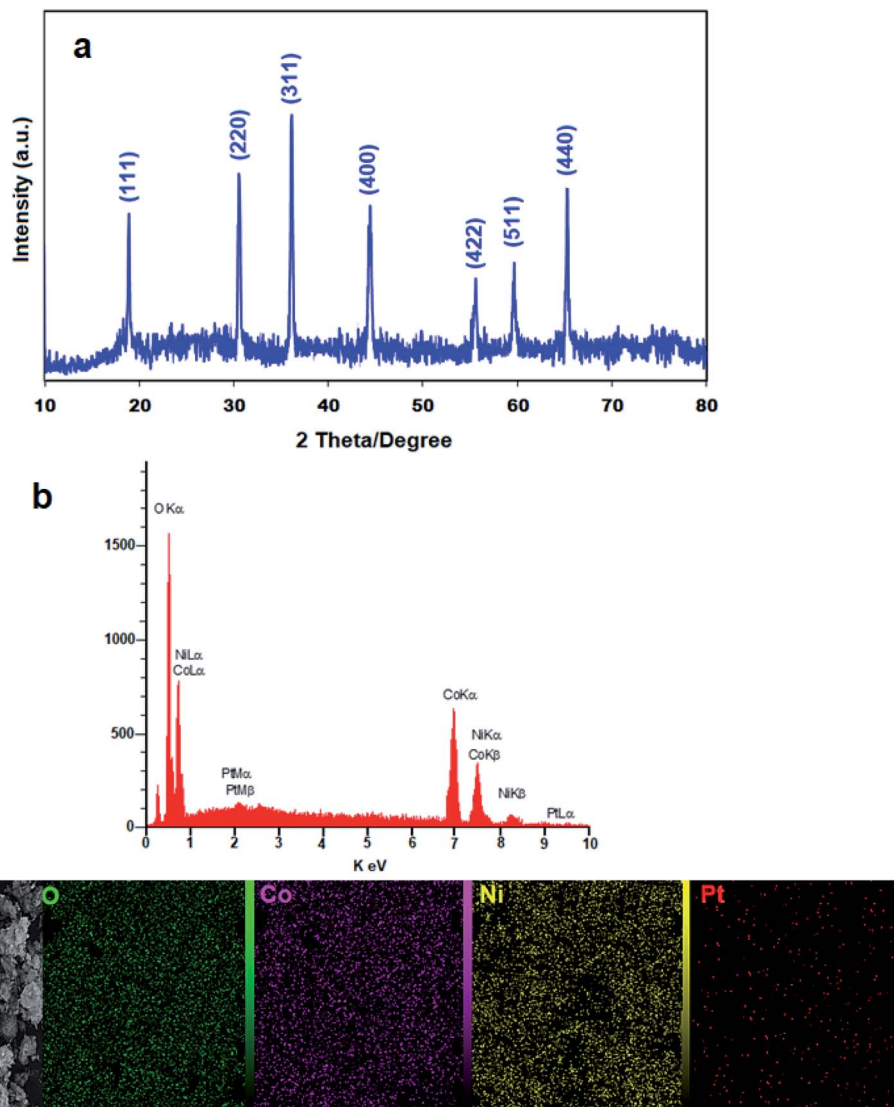 a
(111)
(220)
(311)
(400)
(422)
(511)
(440)
Intensity (a.u.)
10 20 30 40 50 60 70 80
2 Theta/Degree
b
O Kα
NiLα
CoLα
PtMα
PtMβ
CoKα
NiKα
CoKβ
NiKβ
PtLα
1500
1000
500
0
0 1 2 3 4 5 6 7 8 9 10
K eV
O Co Ni Pt